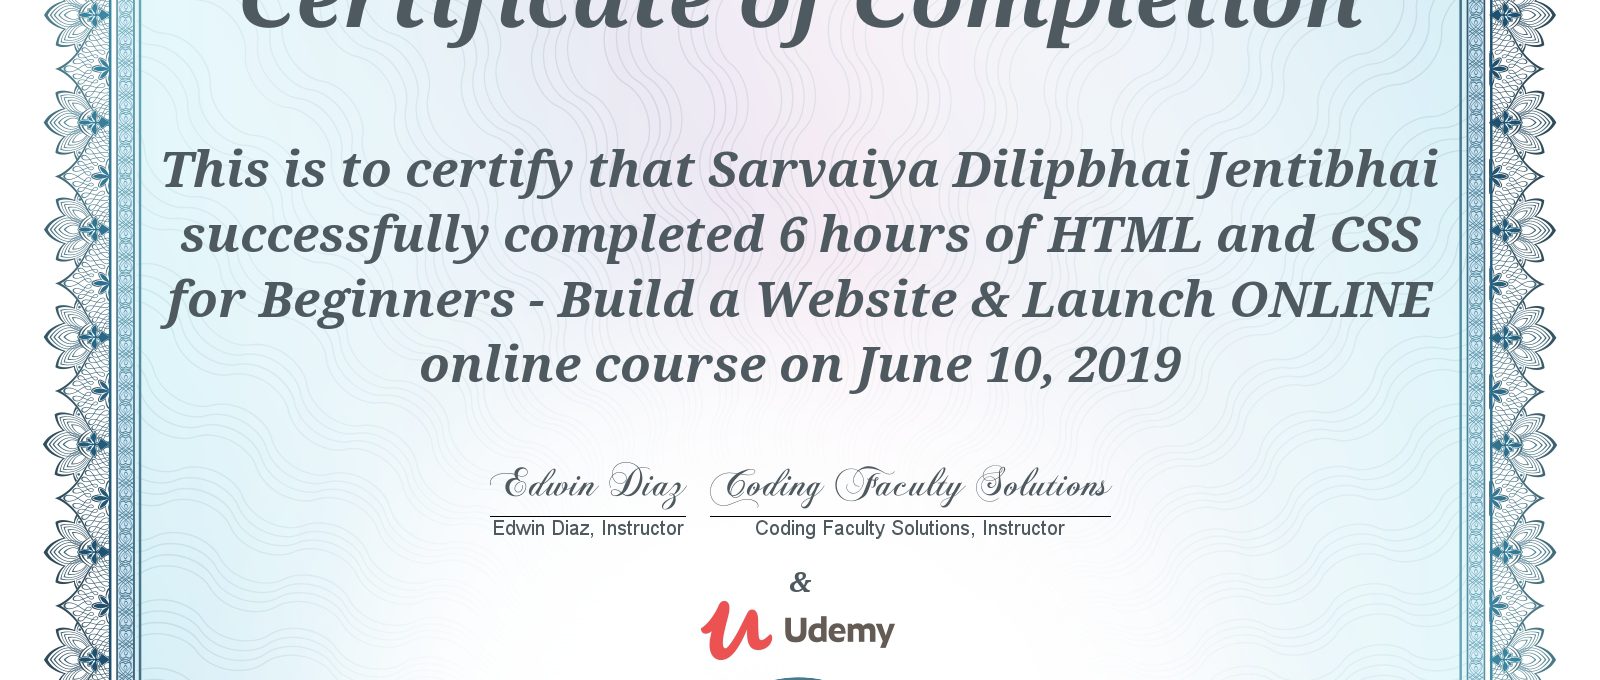 Certificate of Completion
This is to certify that Sarvaiya Dilipbhai Jentibhai
successfully completed 6 hours of HTML and CSS
for Beginners - Build a Website & Launch ONLINE
online course on June 10, 2019
Edwin Diaz Coding Faculty Solutions
Edwin Diaz, Instructor Coding Faculty Solutions, Instructor
&
Udemy